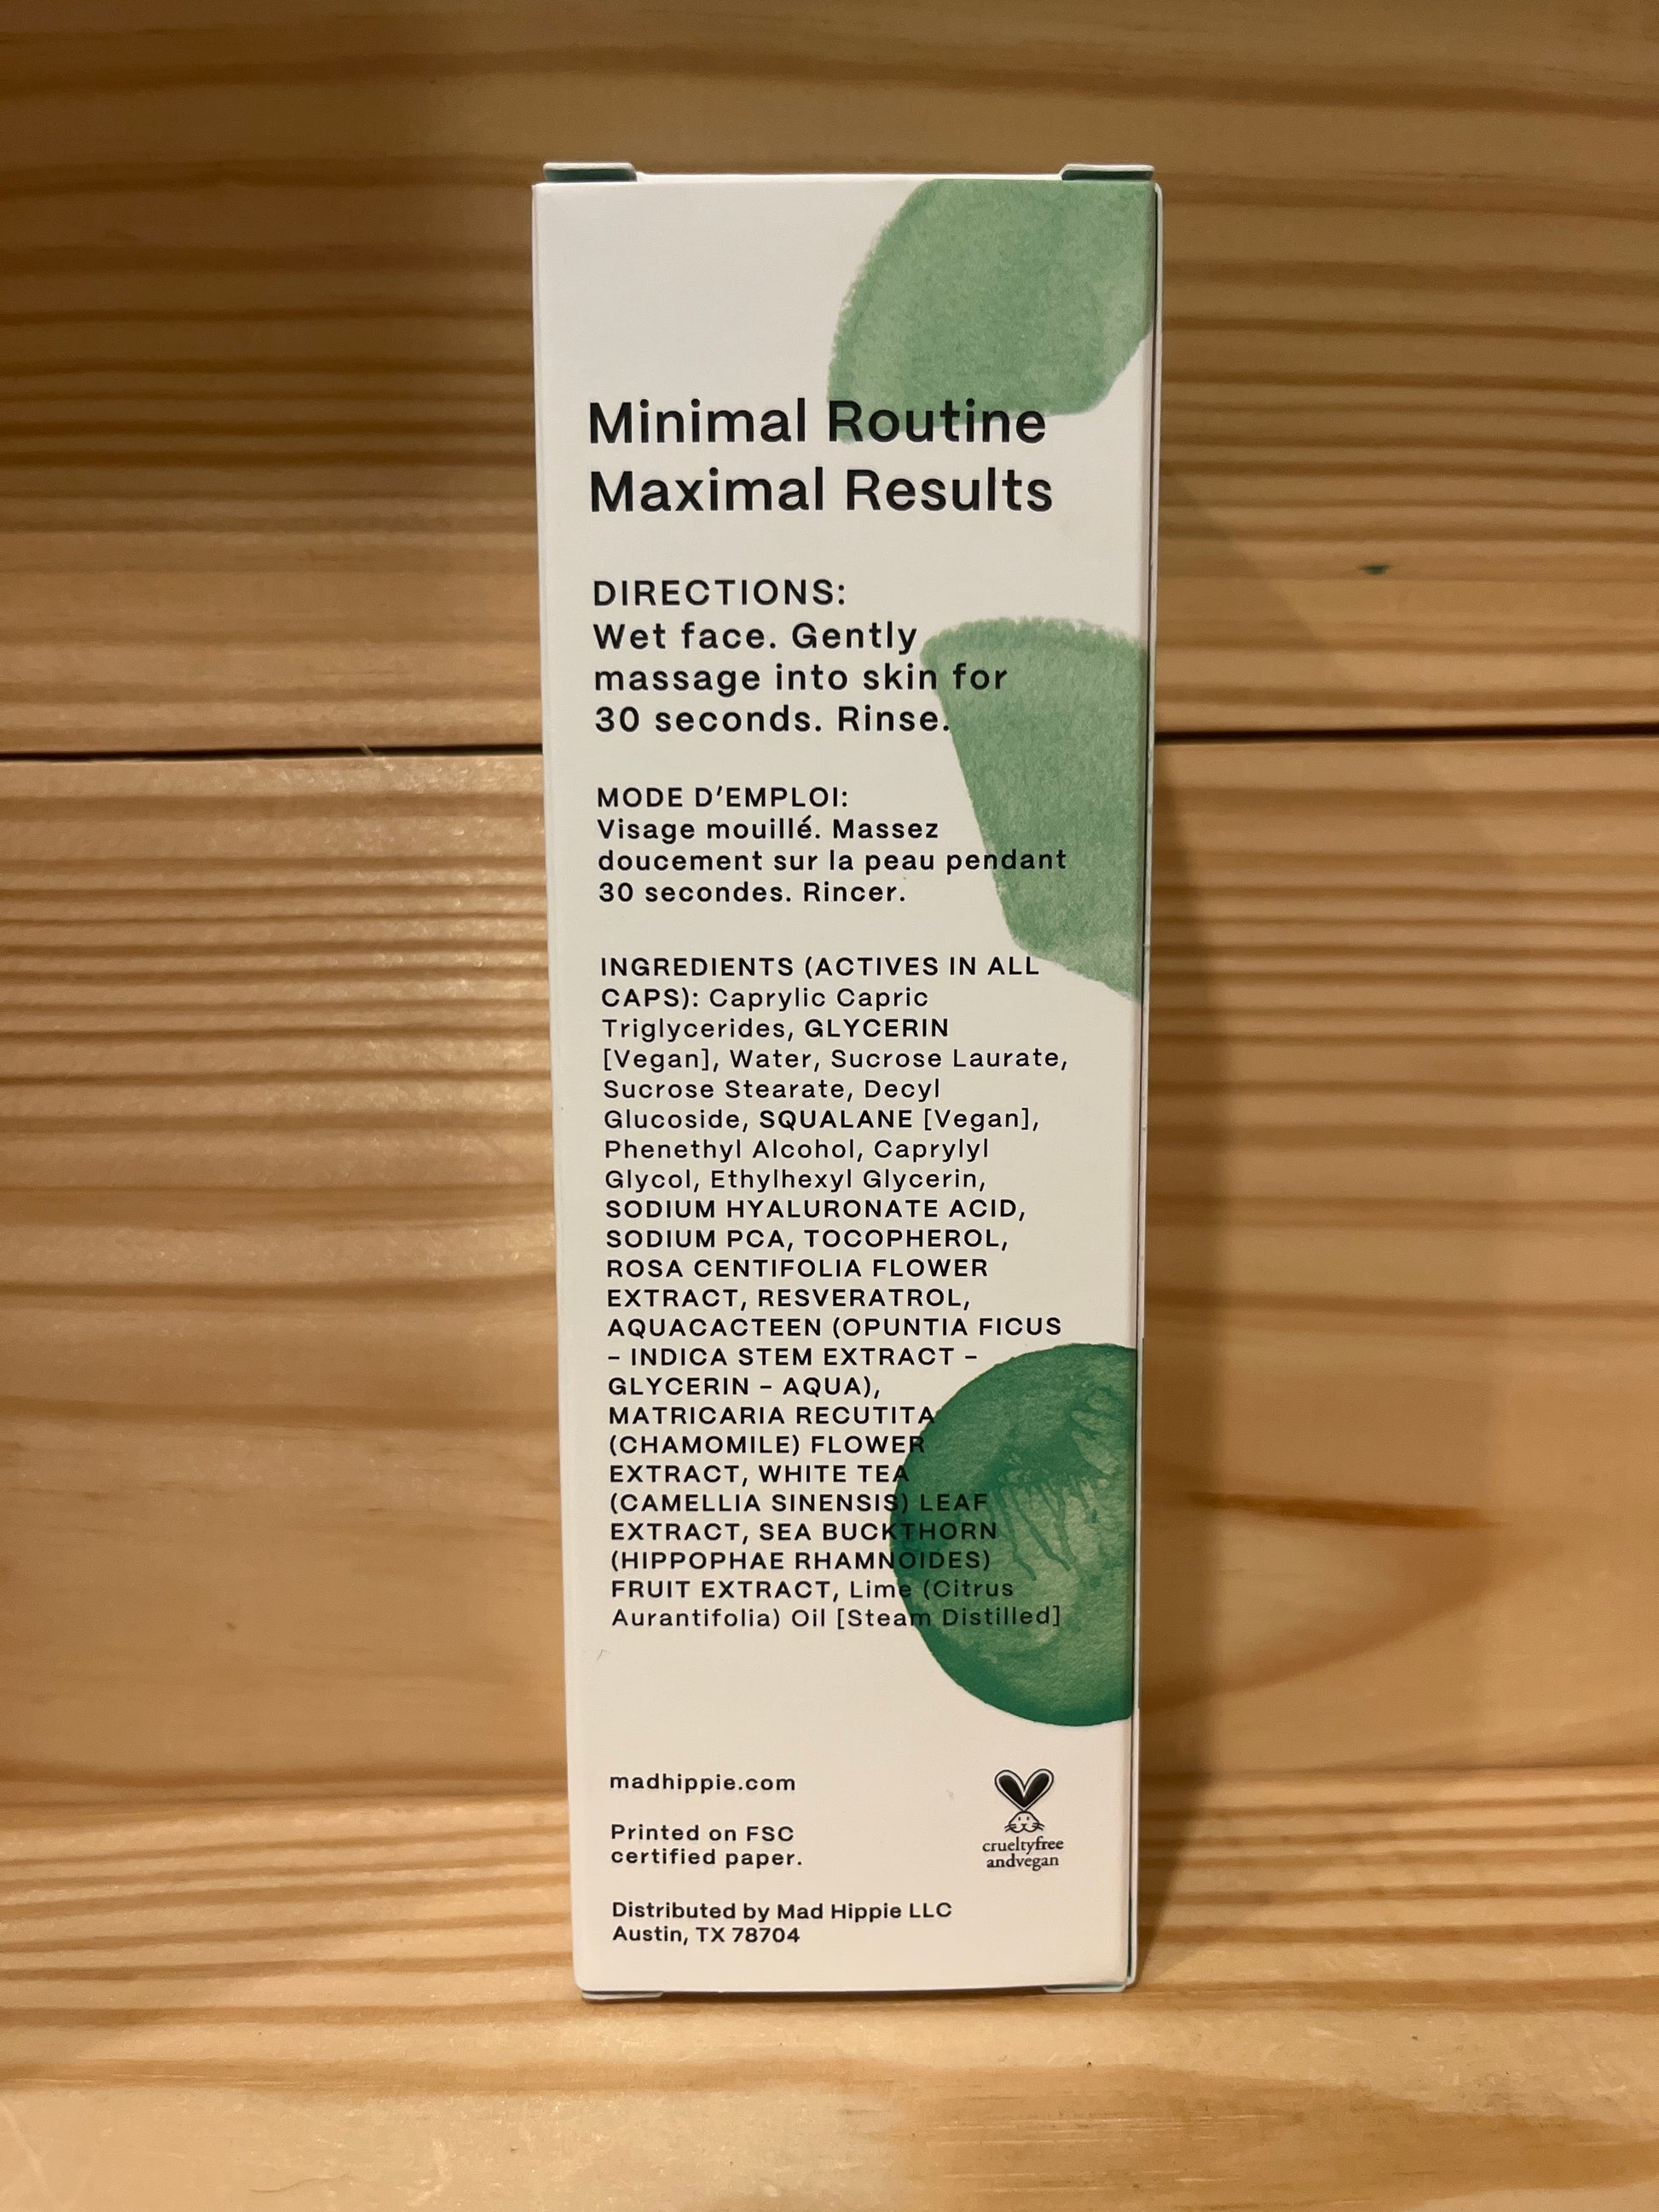 Minimal Routine
Maximal Results
DIRECTIONS:
Wet face. Gently
massage into skin for
30 seconds. Rinse.
MODE D'EMPLOI:
Visage mouillé. Massez
doucement sur la peau pendant
30 secondes. Rincer.
INGREDIENTS (ACTIVES IN ALL
CAPS): Caprylic Capric
Triglycerides, GLYCERIN
[Vegan], Water, Sucrose Laurate,
Sucrose Stearate, Decyl
Glucoside, SQUALANE [Vegan],
Phenethyl Alcohol, Caprylyl
Glycol, Ethylhexyl Glycerin,
SODIUM HYALURONATE ACID,
SODIUM PCA, TOCOPHEROL,
ROSA CENTIFOLIA FLOWER
EXTRACT, RESVERATROL,
AQUACACTEEN (OPUNTIA FICUS
– INDICA STEM EXTRACT –
GLYCERIN – AQUA),
MATRICARIA RECUTITA
(CHAMOMILE) FLOWER
EXTRACT, WHITE TEA
(CAMELLIA SINENSIS) LEAF
EXTRACT, SEA BUCKTHORN
(HIPPOPHAE RHAMNOIDES)
FRUIT EXTRACT, Lime (Citrus
Aurantifolia) Oil [Steam Distilled]
madhippie.com
Printed on FSC
certified paper.
crueltyfree
andvegan
Distributed by Mad Hippie LLC
Austin, TX 78704